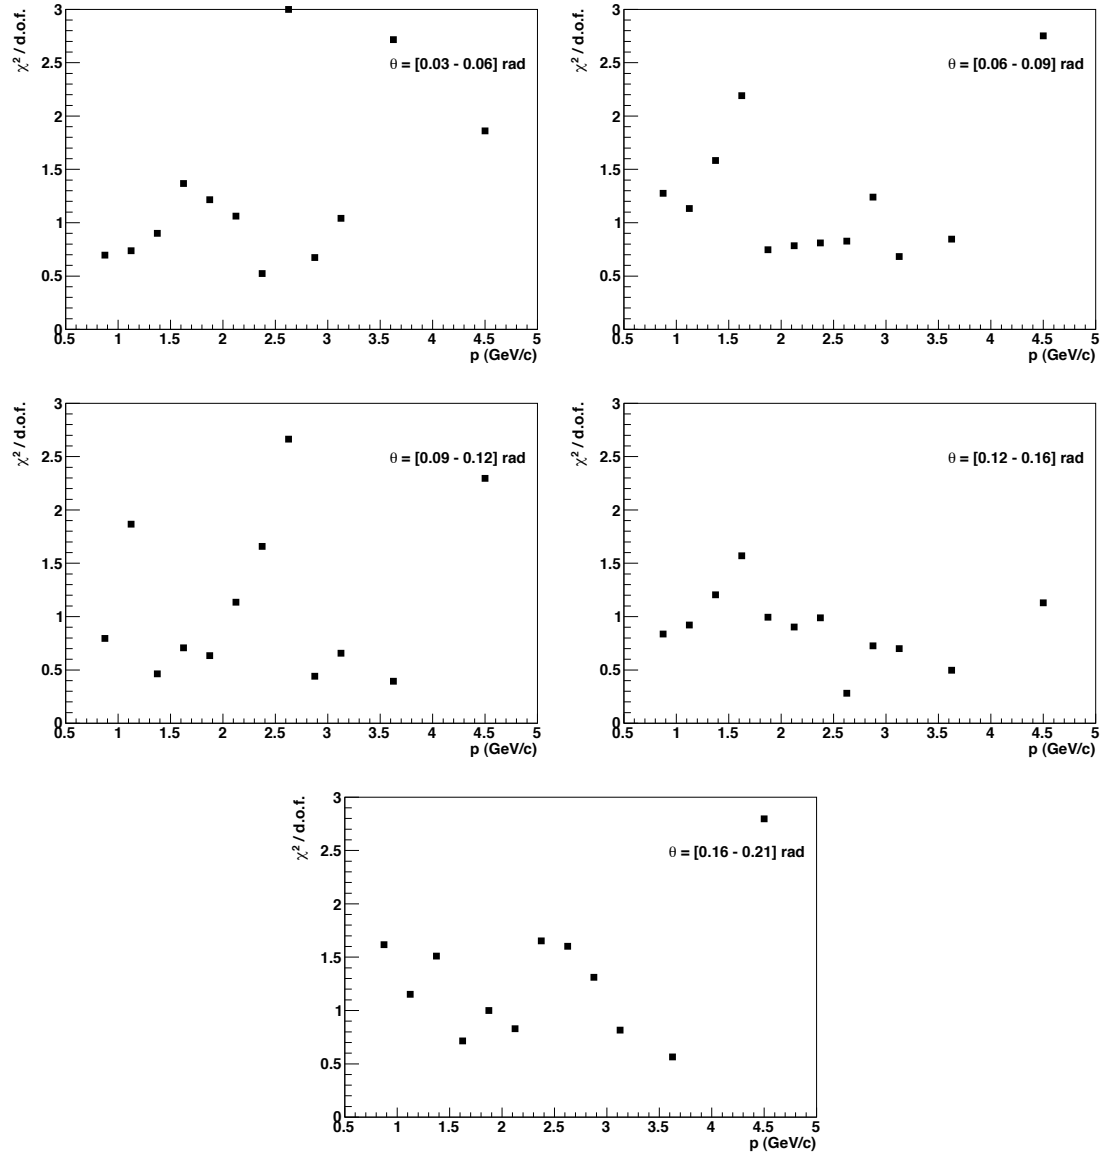 χ² / d.o.f.
3
2.5
2
1.5
1
0.5
0
θ = [0.03 - 0.06] rad
0.5 1 1.5 2 2.5 3 3.5 4 4.5 5
p (GeV/c)
χ² / d.o.f.
3
2.5
2
1.5
1
0.5
0
θ = [0.06 - 0.09] rad
0.5 1 1.5 2 2.5 3 3.5 4 4.5 5
p (GeV/c)
χ² / d.o.f.
3
2.5
2
1.5
1
0.5
0
θ = [0.09 - 0.12] rad
0.5 1 1.5 2 2.5 3 3.5 4 4.5 5
p (GeV/c)
χ² / d.o.f.
3
2.5
2
1.5
1
0.5
0
θ = [0.12 - 0.16] rad
0.5 1 1.5 2 2.5 3 3.5 4 4.5 5
p (GeV/c)
χ² / d.o.f.
3
2.5
2
1.5
1
0.5
0
θ = [0.16 - 0.21] rad
0.5 1 1.5 2 2.5 3 3.5 4 4.5 5
p (GeV/c)